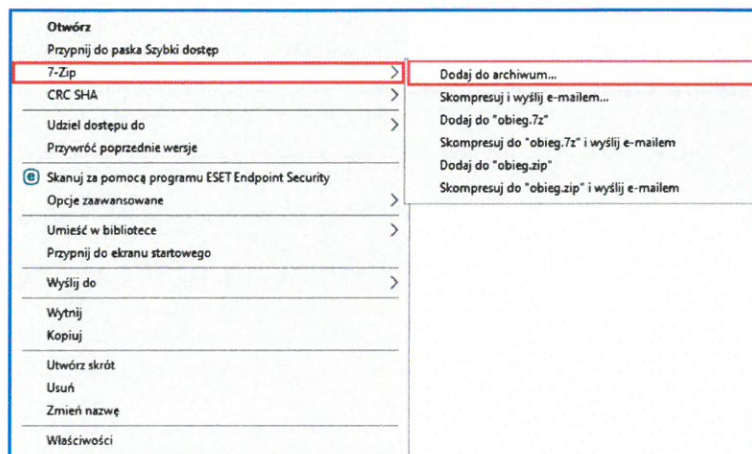 Otwórz
Przypnij do paska Szybki dostęp
7-Zip
CRC SHA
Udziel dostępu do
Przywróć poprzednie wersje
Skanuj za pomocą programu ESET Endpoint Security
Opcje zaawansowane
Umieść w bibliotece
Przypnij do ekranu startowego
Wyślij do
Wytnij
Kopiuj
Utwórz skrót
Usuń
Zmień nazwę
Właściwości
Dodaj do archiwum...
Skompresuj i wyślij e-mailem...
Dodaj do "obieg.7z"
Skompresuj do "obieg.7z" i wyślij e-mailem
Dodaj do "obieg.zip"
Skompresuj do "obieg.zip" i wyślij e-mailem